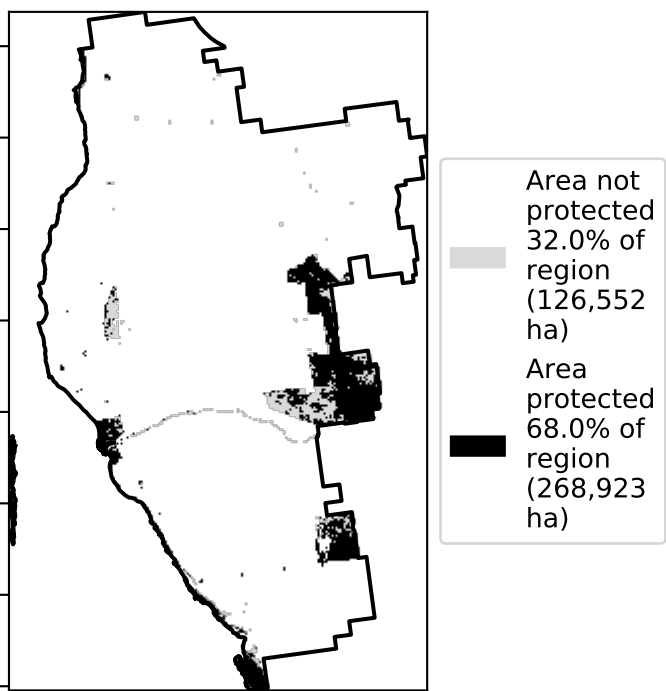 Area not
protected
32.0% of
region
(126,552
ha)
Area
protected
68.0% of
region
(268,923
ha)